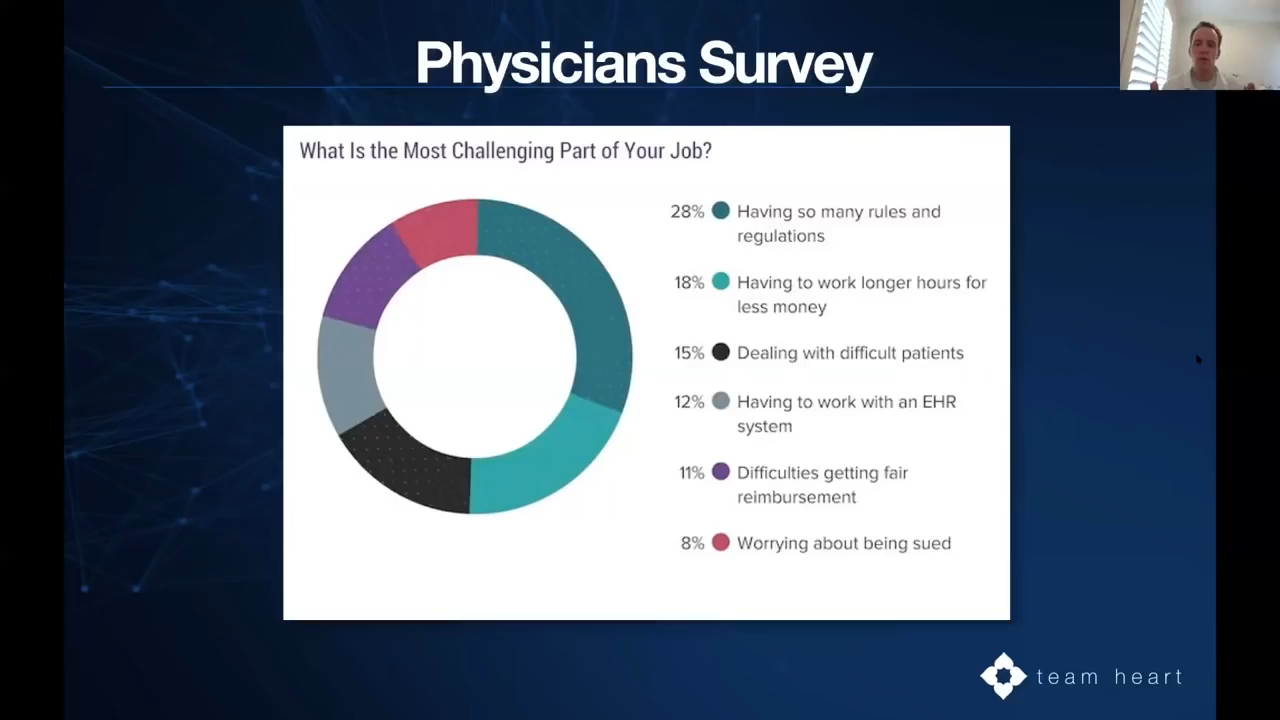 Physicians Survey
What Is the Most Challenging Part of Your Job?
28% Having so many rules and
regulations
18% Having to work longer hours for
less money
15% Dealing with difficult patients
12% Having to work with an EHR
system
11% Difficulties getting fair
reimbursement
8% Worrying about being sued
team heart